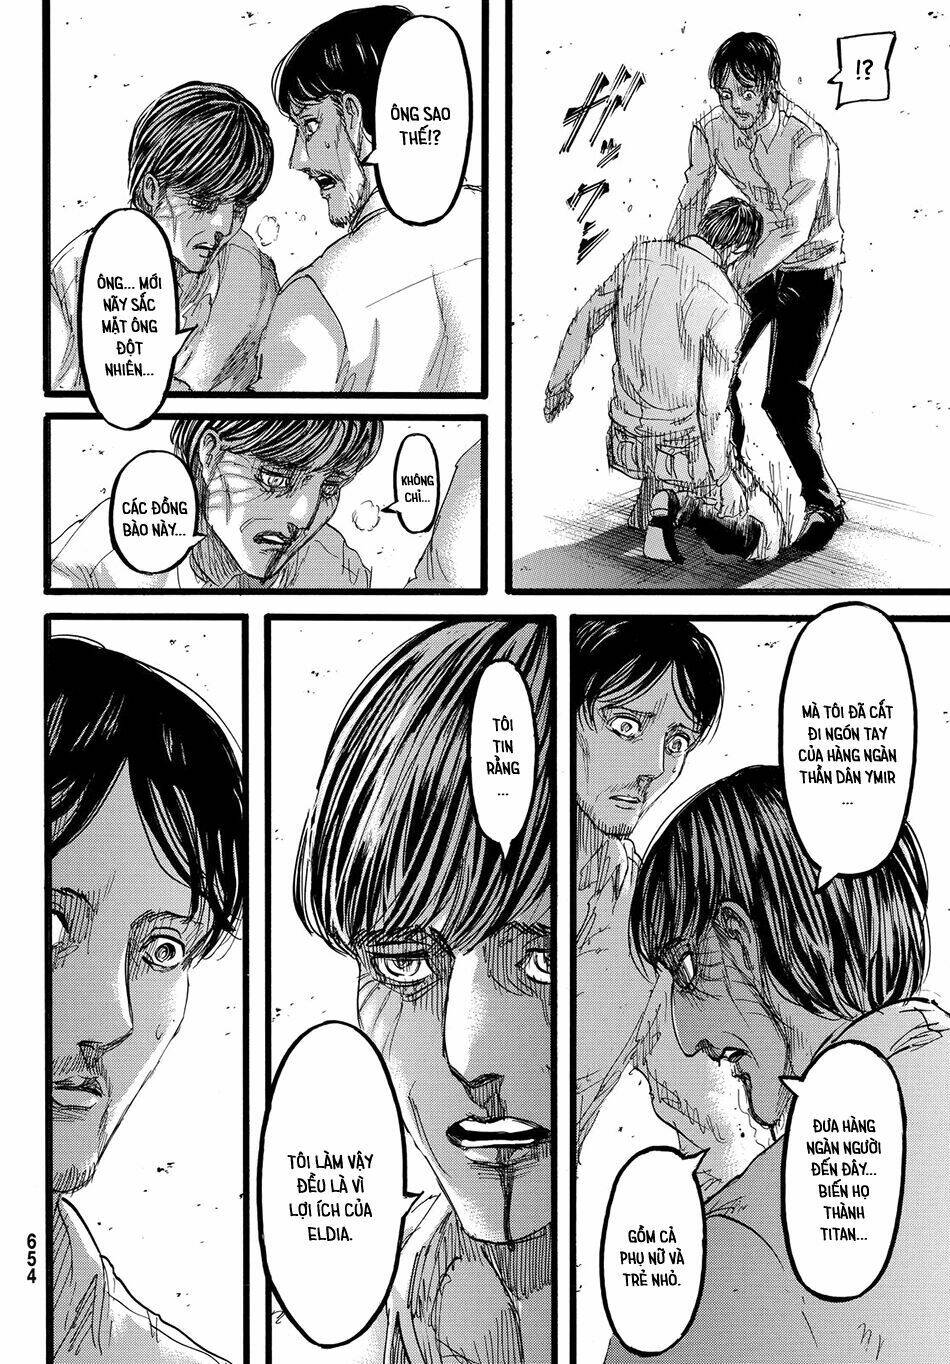 !?
ガクッ
ÔNG SAO
THẾ!?
ÔNG... MỚI
NÃY SẮC
MẶT ÔNG
ĐỘT
NHIÊN...
KHÔNG
CHỈ...
CÁC ĐỒNG
BÀO NÀY...
MÀ TÔI ĐÃ CẮT
ĐI NGÓN TAY
CỦA HÀNG NGÀN
THẦN DÂN YMIR
...
ĐƯA HÀNG
NGÀN NGƯỜI
ĐẾN ĐÂY...
BIẾN HỌ
THÀNH
TITAN...
GỒM CẢ
PHỤ NỮ VÀ
TRẺ NHỎ.
TÔI
TIN
RẰNG
...
TÔI LÀM VẬY
ĐỀU LÀ VÌ
LỢI ÍCH CỦA
ELDIA.
654